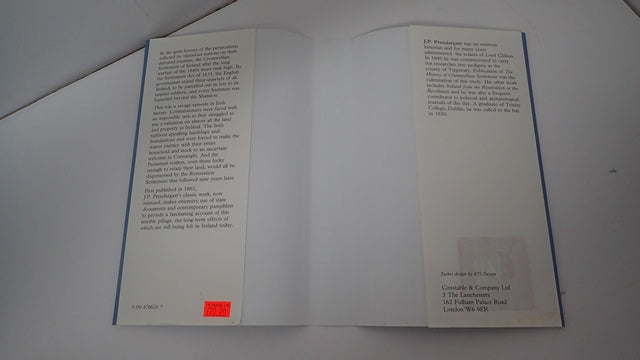 In the grim history of the persecutions
inflicted by victorious nations on their
defeated enemies, the Cromwellian
Settlement of Ireland after the long
warfare of the 1640s must rank high. By
the Settlement Act of 1653, the English
government seized three-quarters of all
Ireland, to be parcelled out as lots to its
unpaid soldiery; and every Irishman was
banished beyond the Shannon.
This was a savage episode in Irish
history. Commissioners were faced with
an impossible task as they struggled to
put a valuation on almost all the land
and property in Ireland. The Irish
suffered appalling hardships and
humiliations and were forced to make the
winter journey with their entire
household and stock to an uncertain
welcome in Connaught. And the
Protestant settlers, even those lucky
enough to retain their land, would all be
dispossessed by the Restoration
Settlement that followed nine years later.
First published in 1865,
J.P. Prendergast's classic work, now
reissued, makes extensive use of state
documents and contemporary pamphlets
to provide a fascinating account of this
terrible pillage, the long-term effects of
which are still being felt in Ireland today.
0 09 476620 7
J.P. Prendergast was an eminent
historian and for many years
administered the estates of Lord Clifden.
In 1840 he was commissioned to carry
out researches into pedigrees in the
county of Tipperary. Publication of The
History of Cromwellian Settlement was the
culmination of this study. His other work
includes Ireland from the Restoration to the
Revolution and he was also a frequent
contributor to political and archaeological
journals of the day. A graduate of Trinity
College, Dublin, he was called to the bar
in 1830.
Jacket design by 875 Design
Constable & Company Ltd
3 The Lanchesters
162 Fulham Palace Road
London W6 9ER